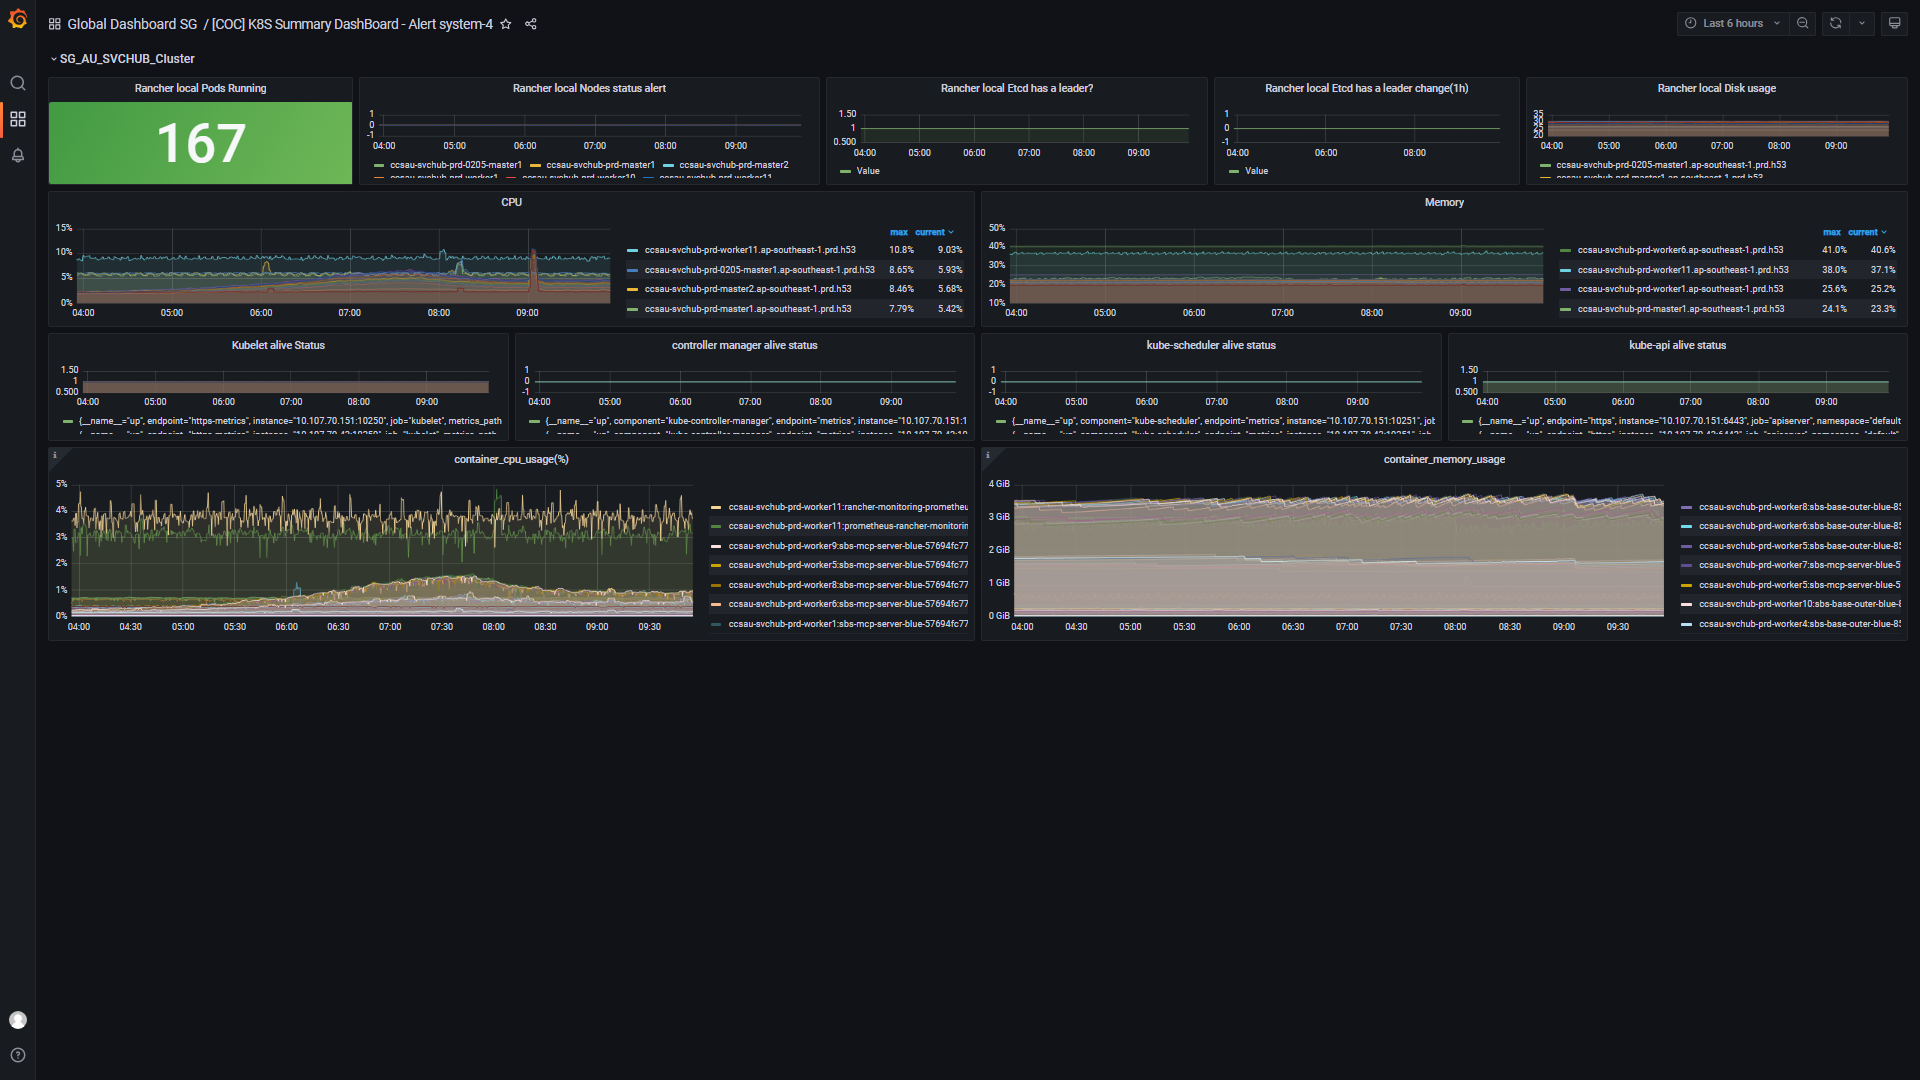 Global Dashboard SG / [COC] K8S Summary DashBoard - Alert system-4
Last 6 hours
SG_AU_SVCHUB_Cluster
Rancher local Pods Running
167
Rancher local Nodes status alert
1
0
-1
04:00 05:00 06:00 07:00 08:00 09:00
ccsau-svchub-prd-0205-master1 ccsau-svchub-prd-master1 ccsau-svchub-prd-master2
ccsau-svchub-prd-worker1 ccsau-svchub-prd-worker10 ccsau-svchub-prd-worker11
Rancher local Etcd has a leader?
1.50
1
0.500
04:00 05:00 06:00 07:00 08:00 09:00
Value
Rancher local Etcd has a leader change(1h)
1
0
-1
04:00 06:00 08:00
Value
Rancher local Disk usage
35
30
25
20
04:00 05:00 06:00 07:00 08:00 09:00
ccsau-svchub-prd-0205-master1.ap-southeast-1.prd.h53
ccsau-svchub-prd-master1.ap-southeast-1.prd.h53
CPU
15%
10%
5%
0%
04:00 05:00 06:00 07:00 08:00 09:00
max current
ccsau-svchub-prd-worker11.ap-southeast-1.prd.h53 10.8% 9.03%
ccsau-svchub-prd-0205-master1.ap-southeast-1.prd.h53 8.65% 5.93%
ccsau-svchub-prd-master2.ap-southeast-1.prd.h53 8.46% 5.68%
ccsau-svchub-prd-master1.ap-southeast-1.prd.h53 7.79% 5.42%
Memory
50%
40%
30%
20%
10%
04:00 05:00 06:00 07:00 08:00 09:00
max current
ccsau-svchub-prd-worker6.ap-southeast-1.prd.h53 41.0% 40.6%
ccsau-svchub-prd-worker11.ap-southeast-1.prd.h53 38.0% 37.1%
ccsau-svchub-prd-worker1.ap-southeast-1.prd.h53 25.6% 25.2%
ccsau-svchub-prd-master1.ap-southeast-1.prd.h53 24.1% 23.3%
Kubelet alive Status
1.50
1
0.500
04:00 05:00 06:00 07:00 08:00 09:00
{__name__="up", endpoint="https-metrics", instance="10.107.70.151:10250", job="kubelet", metrics_path
controller manager alive status
1
0
-1
04:00 05:00 06:00 07:00 08:00 09:00
{__name__="up", component="kube-controller-manager", endpoint="metrics", instance="10.107.70.151:1
kube-scheduler alive status
1
0
-1
04:00 05:00 06:00 07:00 08:00 09:00
{__name__="up", component="kube-scheduler", endpoint="metrics", instance="10.107.70.151:10251", job
kube-api alive status
1.50
1
0.500
04:00 05:00 06:00 07:00 08:00 09:00
{__name__="up", endpoint="https", instance="10.107.70.151:6443", job="apiserver", namespace="default
container_cpu_usage(%)
5%
4%
3%
2%
1%
0%
04:00 04:30 05:00 05:30 06:00 06:30 07:00 07:30 08:00 08:30 09:00 09:30
ccsau-svchub-prd-worker11:rancher-monitoring-prometheu
ccsau-svchub-prd-worker11:prometheus-rancher-monitorin
ccsau-svchub-prd-worker9:sbs-mcp-server-blue-57694fc77
ccsau-svchub-prd-worker5:sbs-mcp-server-blue-57694fc77
ccsau-svchub-prd-worker8:sbs-mcp-server-blue-57694fc77
ccsau-svchub-prd-worker6:sbs-mcp-server-blue-57694fc77
ccsau-svchub-prd-worker1:sbs-mcp-server-blue-57694fc77
container_memory_usage
4 GiB
3 GiB
2 GiB
1 GiB
0 GiB
04:00 04:30 05:00 05:30 06:00 06:30 07:00 07:30 08:00 08:30 09:00 09:30
ccsau-svchub-prd-worker8:sbs-base-outer-blue-85
ccsau-svchub-prd-worker6:sbs-base-outer-blue-85
ccsau-svchub-prd-worker5:sbs-base-outer-blue-85
ccsau-svchub-prd-worker7:sbs-mcp-server-blue-5
ccsau-svchub-prd-worker5:sbs-mcp-server-blue-5
ccsau-svchub-prd-worker10:sbs-base-outer-blue-8
ccsau-svchub-prd-worker4:sbs-base-outer-blue-85